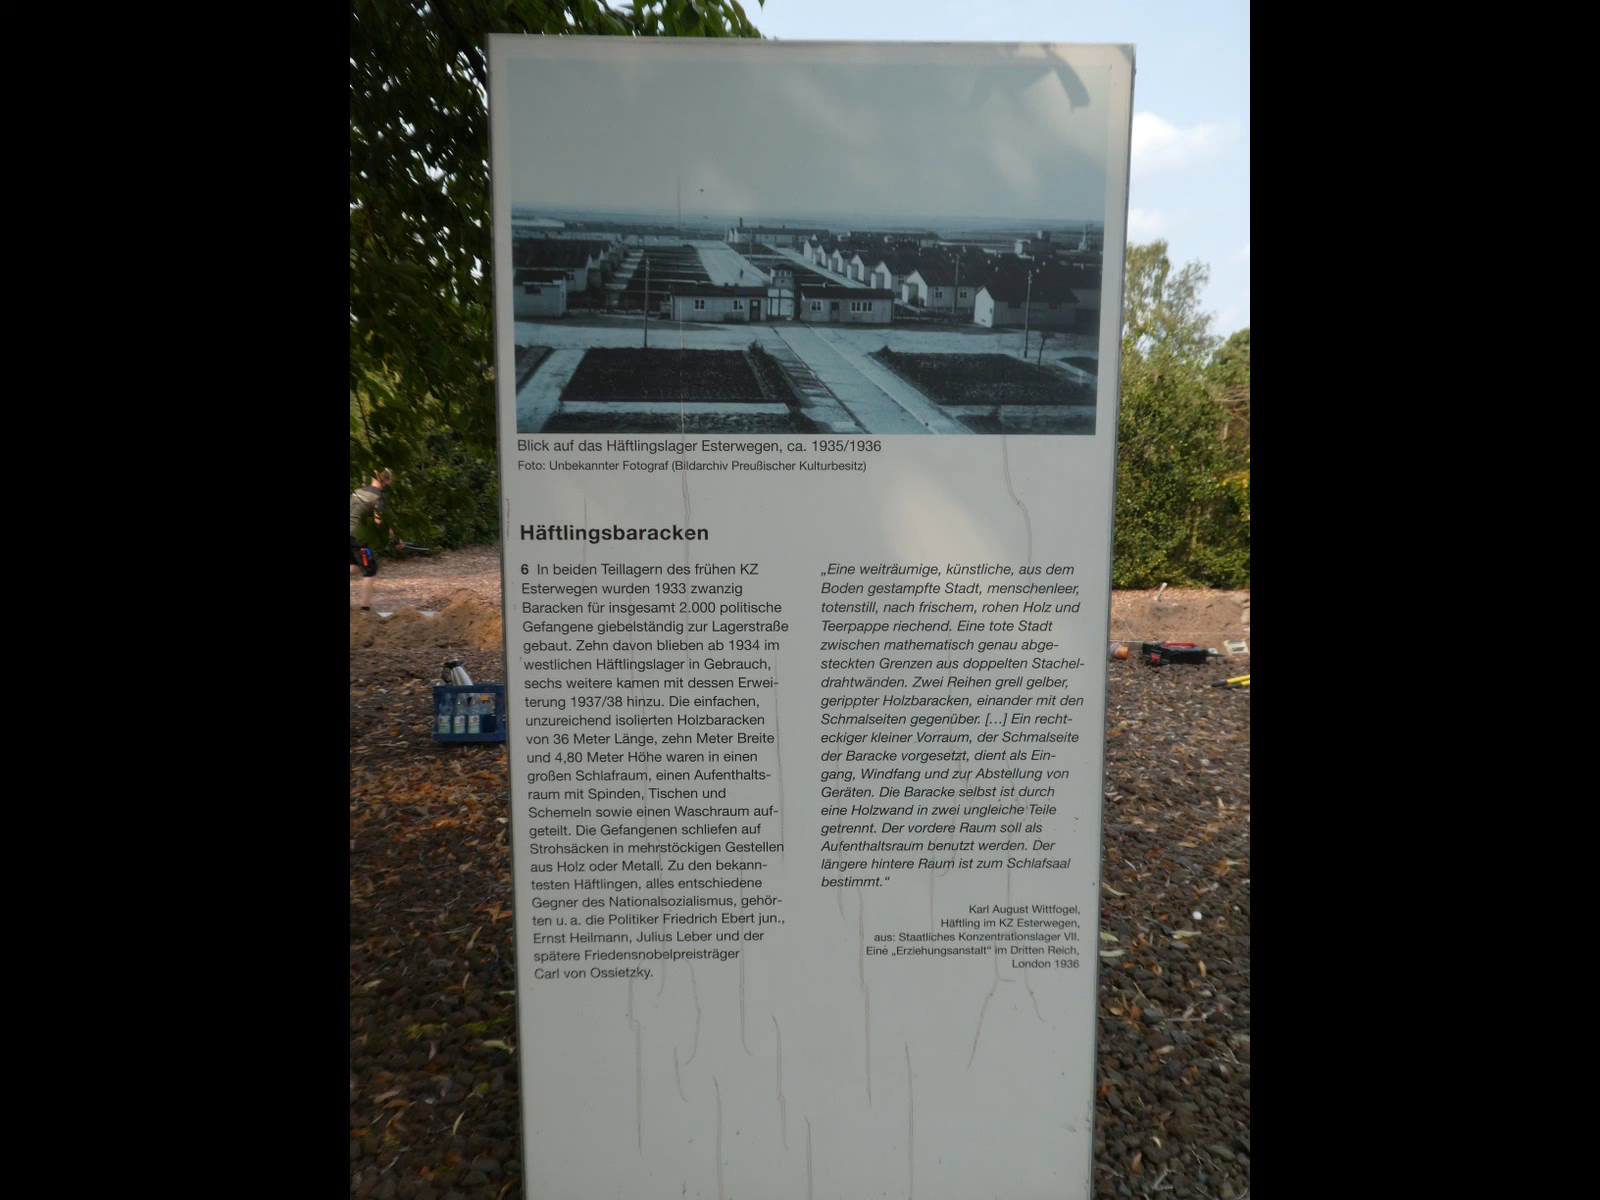 Blick auf das Häftlingslager Esterwegen, ca. 1935/1936
Foto: Unbekannter Fotograf (Bildarchiv Preußischer Kulturbesitz)
Häftlingsbaracken
6 In beiden Teillagern des frühen KZ
Esterwegen wurden 1933 zwanzig
Baracken für insgesamt 2.000 politische
Gefangene giebelständig zur Lagerstraße
gebaut. Zehn davon blieben ab 1934 im
westlichen Häftlingslager in Gebrauch,
sechs weitere kamen mit dessen Erwei-
terung 1937/38 hinzu. Die einfachen,
unzureichend isolierten Holzbaracken
von 36 Meter Länge, zehn Meter Breite
und 4,80 Meter Höhe waren in einen
großen Schlafraum, einen Aufenthalts-
raum mit Spinden, Tischen und
Schemeln sowie einen Waschraum auf-
geteilt. Die Gefangenen schliefen auf
Strohsäcken in mehrstöckigen Gestellen
aus Holz oder Metall. Zu den bekann-
testen Häftlingen, alles entschiedene
Gegner des Nationalsozialismus, gehör-
ten u. a. die Politiker Friedrich Ebert jun.,
Ernst Heilmann, Julius Leber und der
spätere Friedensnobelpreisträger
Carl von Ossietzky.
„Eine weiträumige, künstliche, aus dem
Boden gestampfte Stadt, menschenleer,
totenstill, nach frischem, rohen Holz und
Teerpappe riechend. Eine tote Stadt
zwischen mathematisch genau abge-
steckten Grenzen aus doppelten Stachel-
drahtwänden. Zwei Reihen grell gelber,
gerippter Holzbaracken, einander mit den
Schmalseiten gegenüber. […] Ein recht-
eckiger kleiner Vorraum, der Schmalseite
der Baracke vorgesetzt, dient als Ein-
gang, Windfang und zur Abstellung von
Geräten. Die Baracke selbst ist durch
eine Holzwand in zwei ungleiche Teile
getrennt. Der vordere Raum soll als
Aufenthaltsraum benutzt werden. Der
längere hintere Raum ist zum Schlafsaal
bestimmt.“
Karl August Wittfogel,
Häftling im KZ Esterwegen,
aus: Staatliches Konzentrationslager VII.
Eine „Erziehungsanstalt“ im Dritten Reich,
London 1936